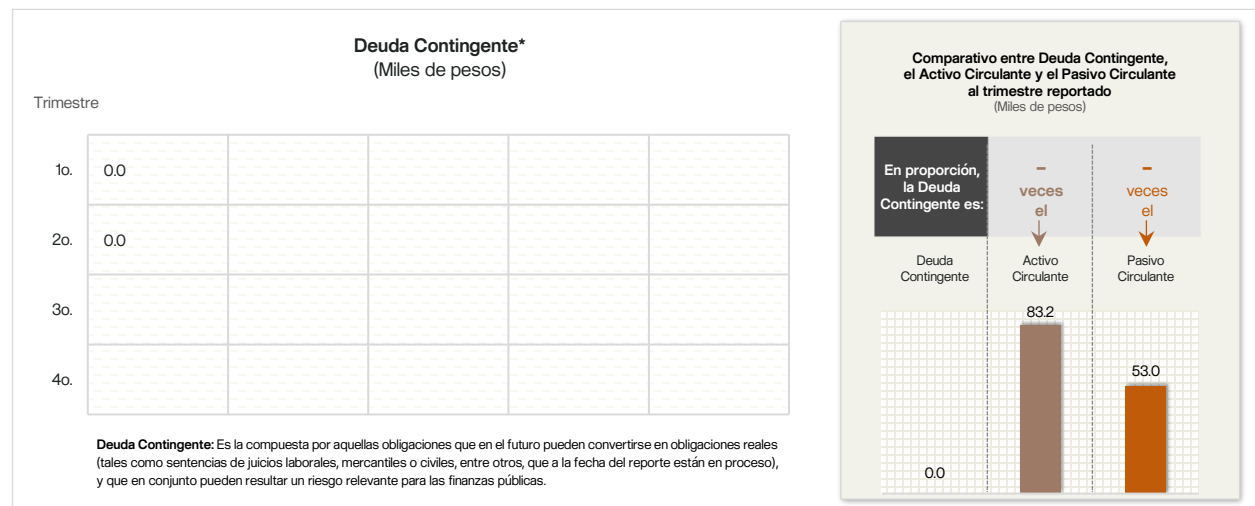 Deuda Contingente*
(Miles de pesos)
Trimestre
1o. 0.0
2o. 0.0
3o.
4o.
Deuda Contingente: Es la compuesta por aquellas obligaciones que en el futuro pueden convertirse en obligaciones reales
(tales como sentencias de juicios laborales, mercantiles o civiles, entre otros, que a la fecha del reporte están en proceso),
y que en conjunto pueden resultar un riesgo relevante para las finanzas públicas.
Comparativo entre Deuda Contingente,
el Activo Circulante y el Pasivo Circulante
al trimestre reportado
(Miles de pesos)
En proporción,
la Deuda
Contingente es:
–
veces
el
–
veces
el
Deuda
Contingente
Activo
Circulante
Pasivo
Circulante
83.2
53.0
0.0